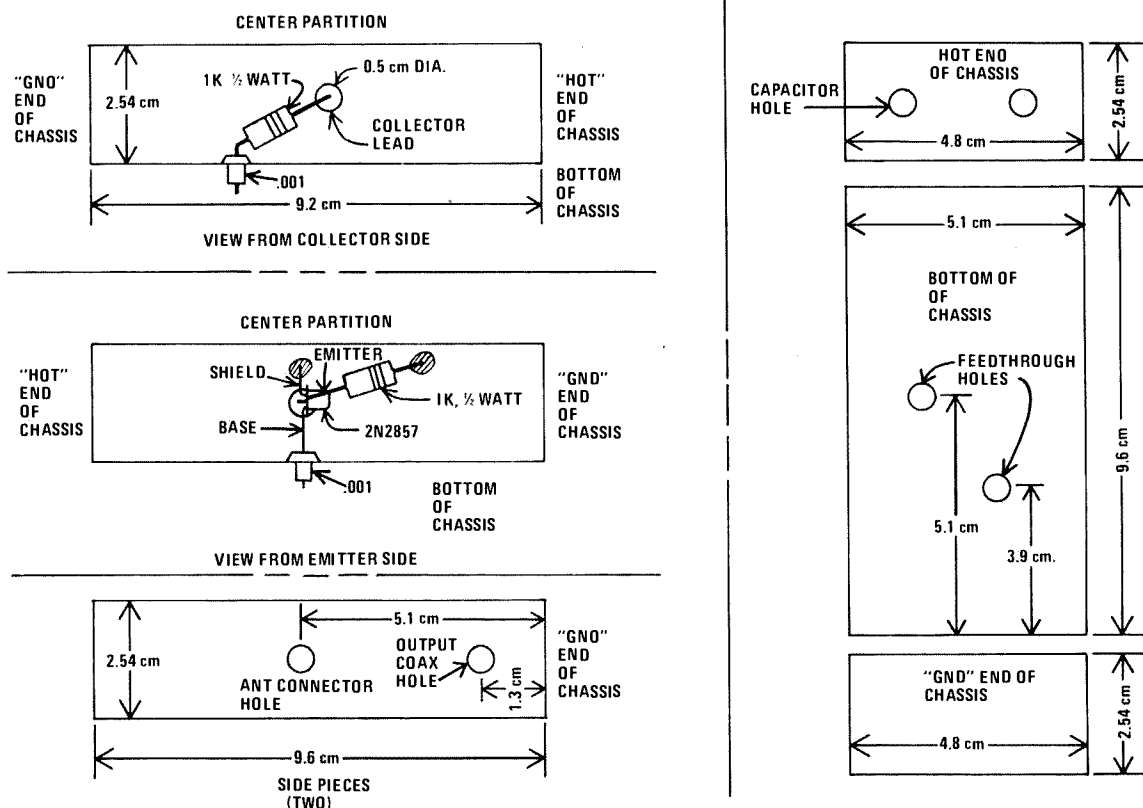 CENTER PARTITION
"GNO"
END
OF
CHASSIS
2.54 cm
1K ½ WATT
0.5 cm DIA.
COLLECTOR
LEAD
"HOT"
END
OF
CHASSIS
.001
BOTTOM
OF
CHASSIS
9.2 cm
VIEW FROM COLLECTOR SIDE
CENTER PARTITION
"HOT"
END
OF
CHASSIS
SHIELD
EMITTER
1K, ½ WATT
BASE
2N2857
.001
"GND"
END
OF
CHASSIS
BOTTOM
OF
CHASSIS
VIEW FROM EMITTER SIDE
2.54 cm
5.1 cm
ANT CONNECTOR
HOLE
OUTPUT
COAX
HOLE
1.3 cm
"GNO"
END
OF
CHASSIS
9.6 cm
SIDE PIECES
(TWO)
HOT END
OF CHASSIS
CAPACITOR
HOLE
4.8 cm
2.54 cm
5.1 cm
BOTTOM OF
OF
CHASSIS
FEEDTHROUGH
HOLES
5.1 cm
3.9 cm.
9.6 cm
"GND" END OF
CHASSIS
4.8 cm
2.54 cm